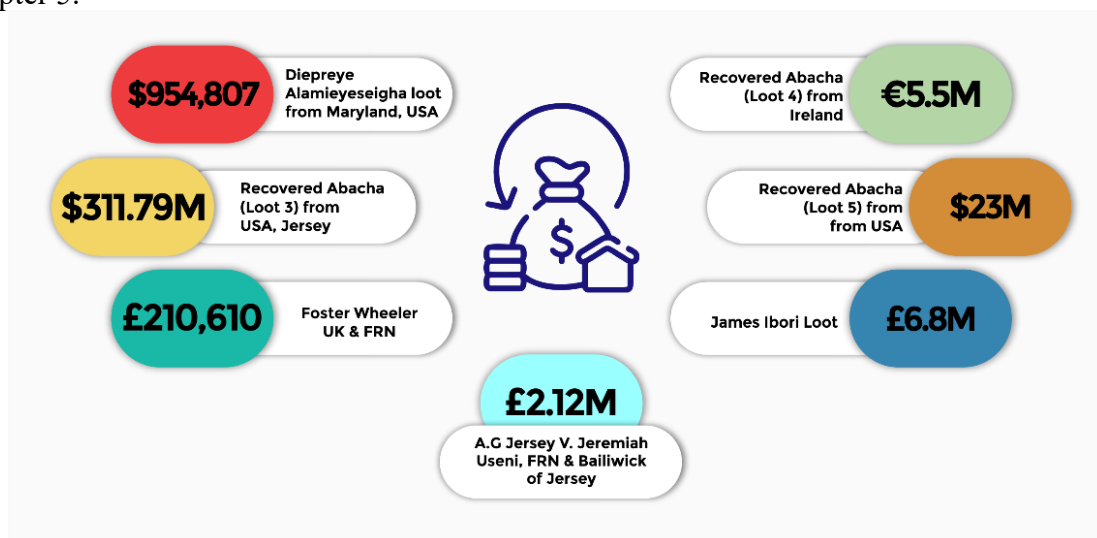 pter 5.
$954,807
Diepreye
Alamieyeseigha loot
from Maryland, USA
$311.79M
Recovered Abacha
(Loot 3) from
USA, Jersey
£210,610
Foster Wheeler
UK & FRN
$
Recovered Abacha
(Loot 4) from
Ireland
€5.5M
Recovered Abacha
(Loot 5) from
from USA
$23M
James Ibori Loot
£6.8M
£2.12M
A.G Jersey V. Jeremiah
Useni, FRN & Bailiwick
of Jersey